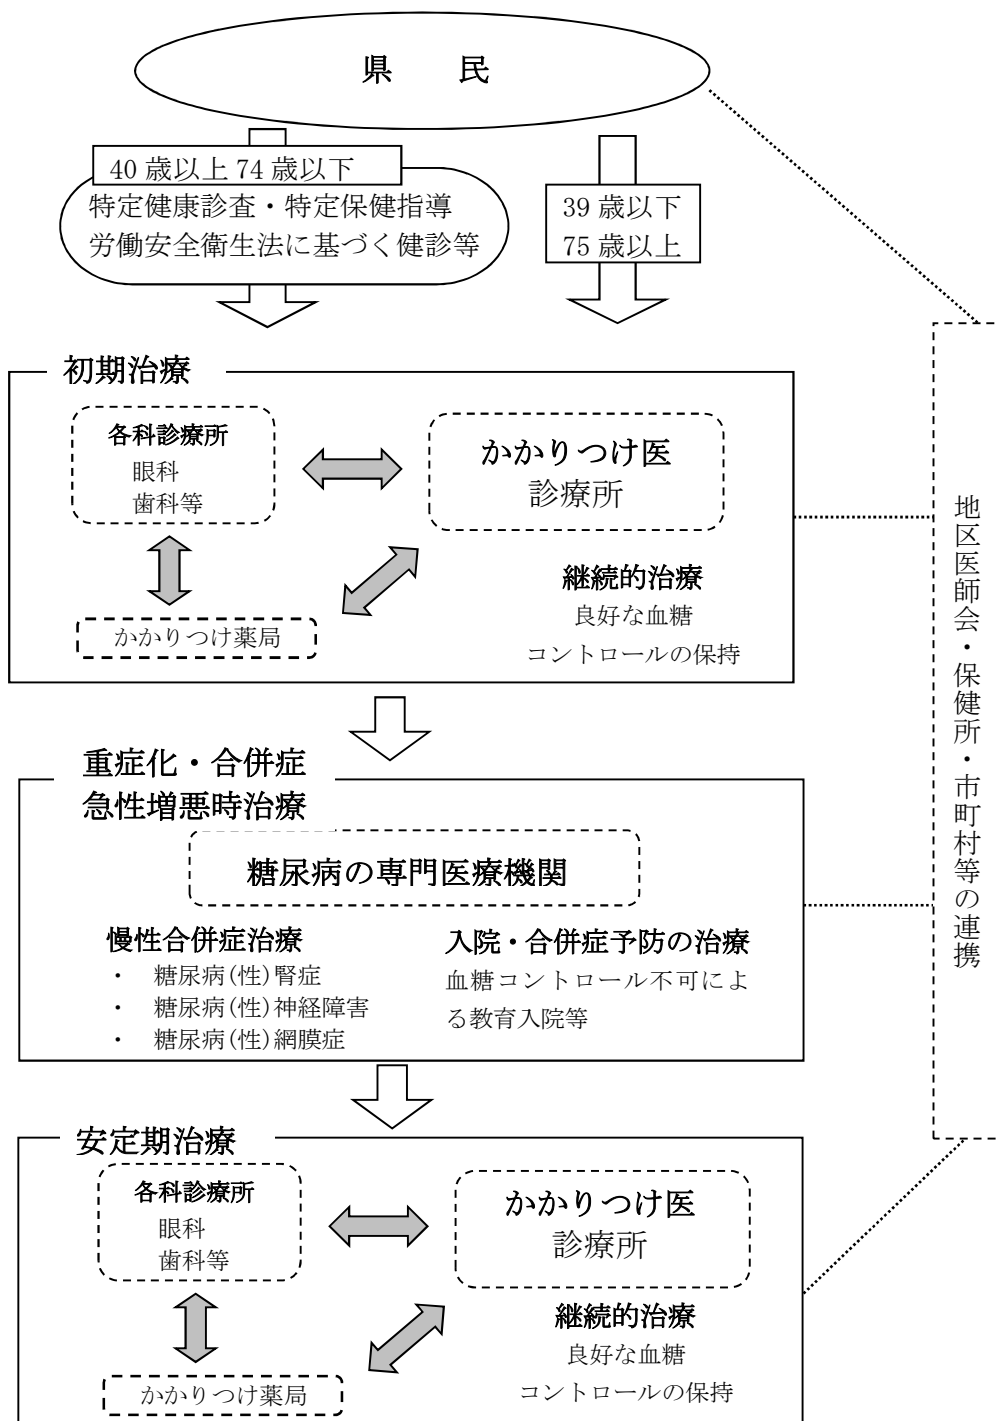 県　　民
40 歳以上 74 歳以下
特定健康診査・特定保健指導
労働安全衛生法に基づく健診等
39 歳以下
75 歳以上
初期治療
各科診療所
眼科
歯科等
かかりつけ医
診療所
かかりつけ薬局
継続的治療
良好な血糖
コントロールの保持
重症化・合併症
急性増悪時治療
糖尿病の専門医療機関
慢性合併症治療
・　糖尿病(性)腎症
・　糖尿病(性)神経障害
・　糖尿病(性)網膜症
入院・合併症予防の治療
血糖コントロール不可によ
る教育入院等
安定期治療
各科診療所
眼科
歯科等
かかりつけ医
診療所
かかりつけ薬局
継続的治療
良好な血糖
コントロールの保持
地区医師会・保健所・市町村等の連携